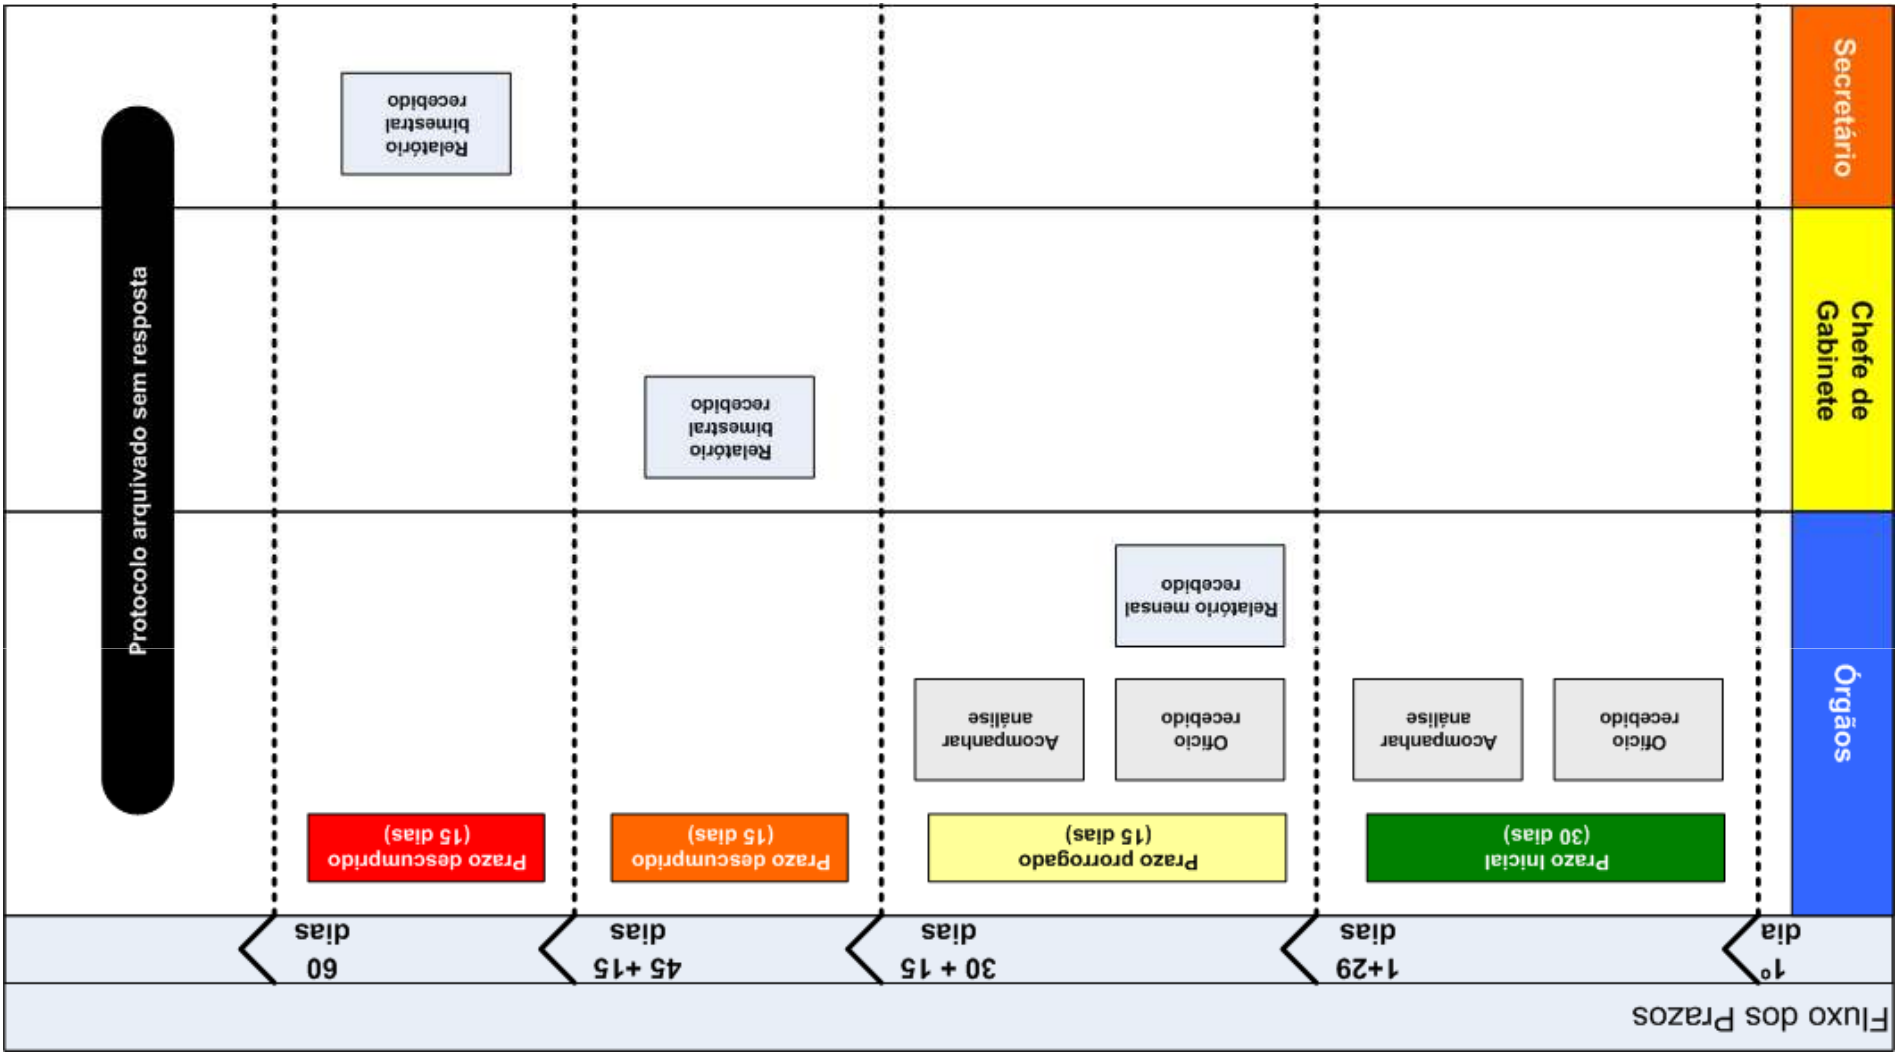 Fluxo dos Prazos
1º
dia
1+29
dias
30 + 15
dias
45 +15
dias
60
dias
Órgãos
Prazo Inicial
(30 dias)
Prazo prorrogado
(15 dias)
Prazo descumprido
(15 dias)
Prazo descumprido
(15 dias)
Ofício
recebido
Acompanhar
análise
Ofício
recebido
Acompanhar
análise
Relatório mensal
recebido
Chefe de
Gabinete
Relatório
bimestral
recebido
Secretário
Relatório
bimestral
recebido
Protocolo arquivado sem resposta